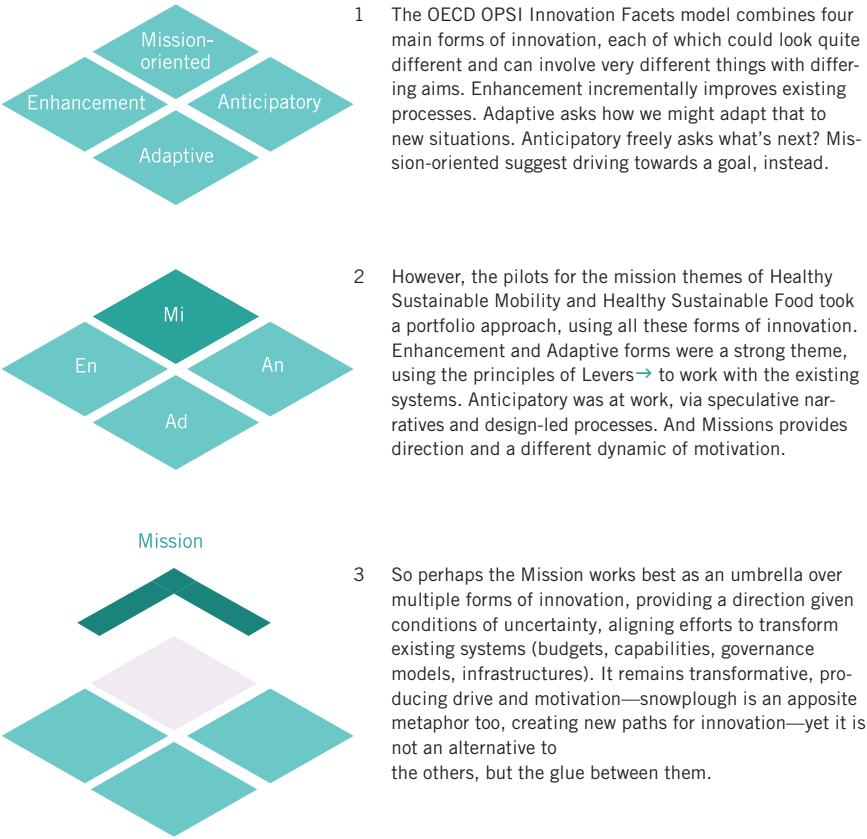 Mission-
oriented
Enhancement
Anticipatory
Adaptive
1 The OECD OPSI Innovation Facets model combines four
main forms of innovation, each of which could look quite
different and can involve very different things with differ-
ing aims. Enhancement incrementally improves existing
processes. Adaptive asks how we might adapt that to
new situations. Anticipatory freely asks what’s next? Mis-
sion-oriented suggest driving towards a goal, instead.
Mi
En
An
Ad
2 However, the pilots for the mission themes of Healthy
Sustainable Mobility and Healthy Sustainable Food took
a portfolio approach, using all these forms of innovation.
Enhancement and Adaptive forms were a strong theme,
using the principles of Levers→ to work with the existing
systems. Anticipatory was at work, via speculative nar-
ratives and design-led processes. And Missions provides
direction and a different dynamic of motivation.
Mission
3 So perhaps the Mission works best as an umbrella over
multiple forms of innovation, providing a direction given
conditions of uncertainty, aligning efforts to transform
existing systems (budgets, capabilities, governance
models, infrastructures). It remains transformative, pro-
ducing drive and motivation—snowplough is an apposite
metaphor too, creating new paths for innovation—yet it is
not an alternative to
the others, but the glue between them.